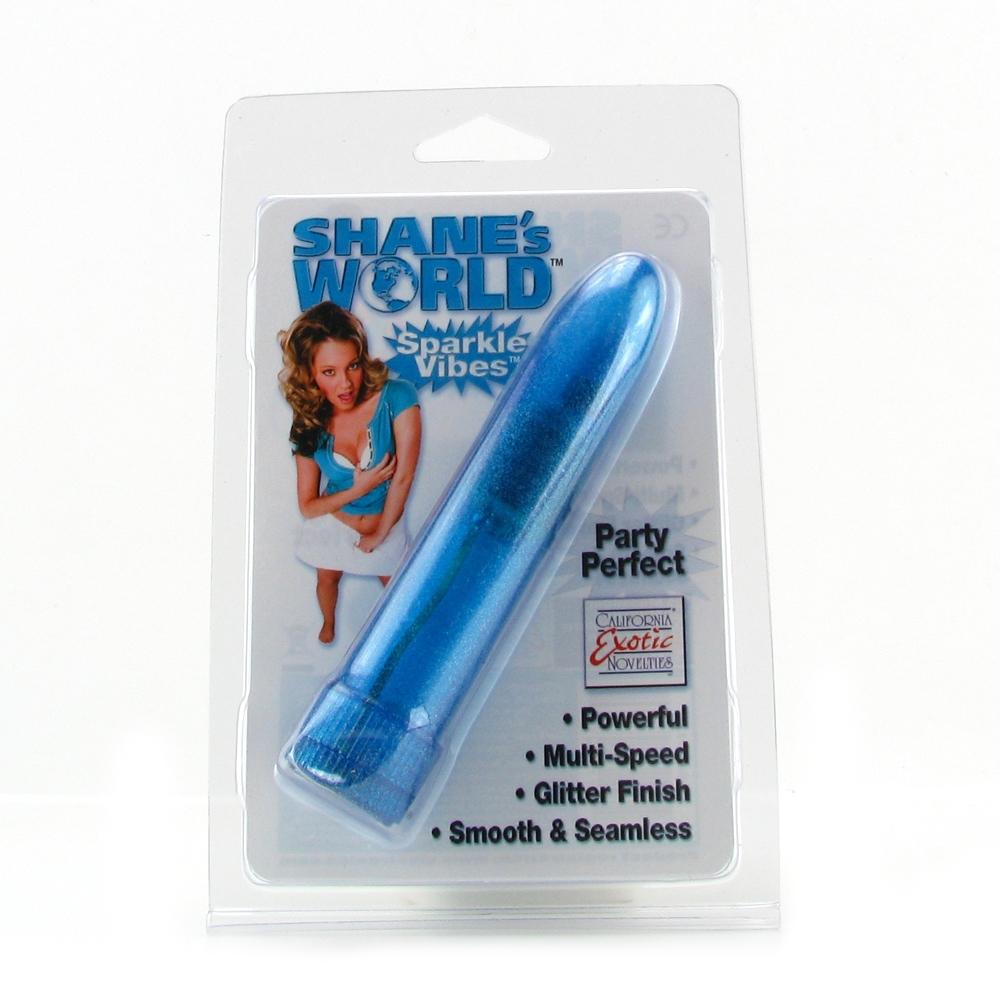 SHANE'S
WORLD™
Sparkle
Vibes™
Party
Perfect
CALIFORNIA
Exotic
NOVELTIES
• Powerful
• Multi-Speed
• Glitter Finish
• Smooth & Seamless